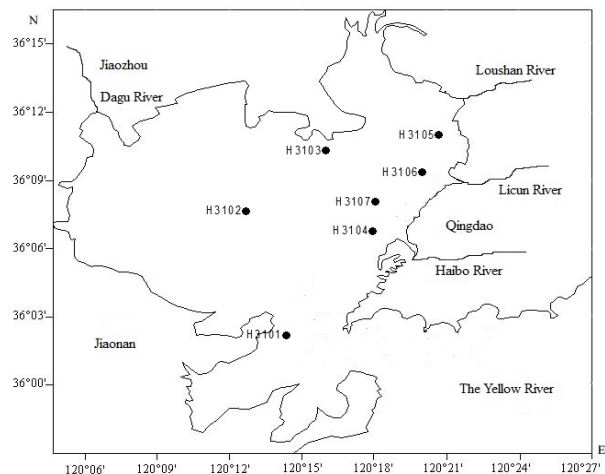 N
36°15'
Jiaozhou
Loushan River
Dagu River
36°12'
H3105
H3103
36°09'
H3106
Licun River
H3107
H3102
Qingdao
H3104
36°06'
Haibo River
36°03'
H3101
Jiaonan
36°00'
The Yellow River
E
120°06' 120°09' 120°12' 120°15' 120°18' 120°21' 120°24' 120°27'